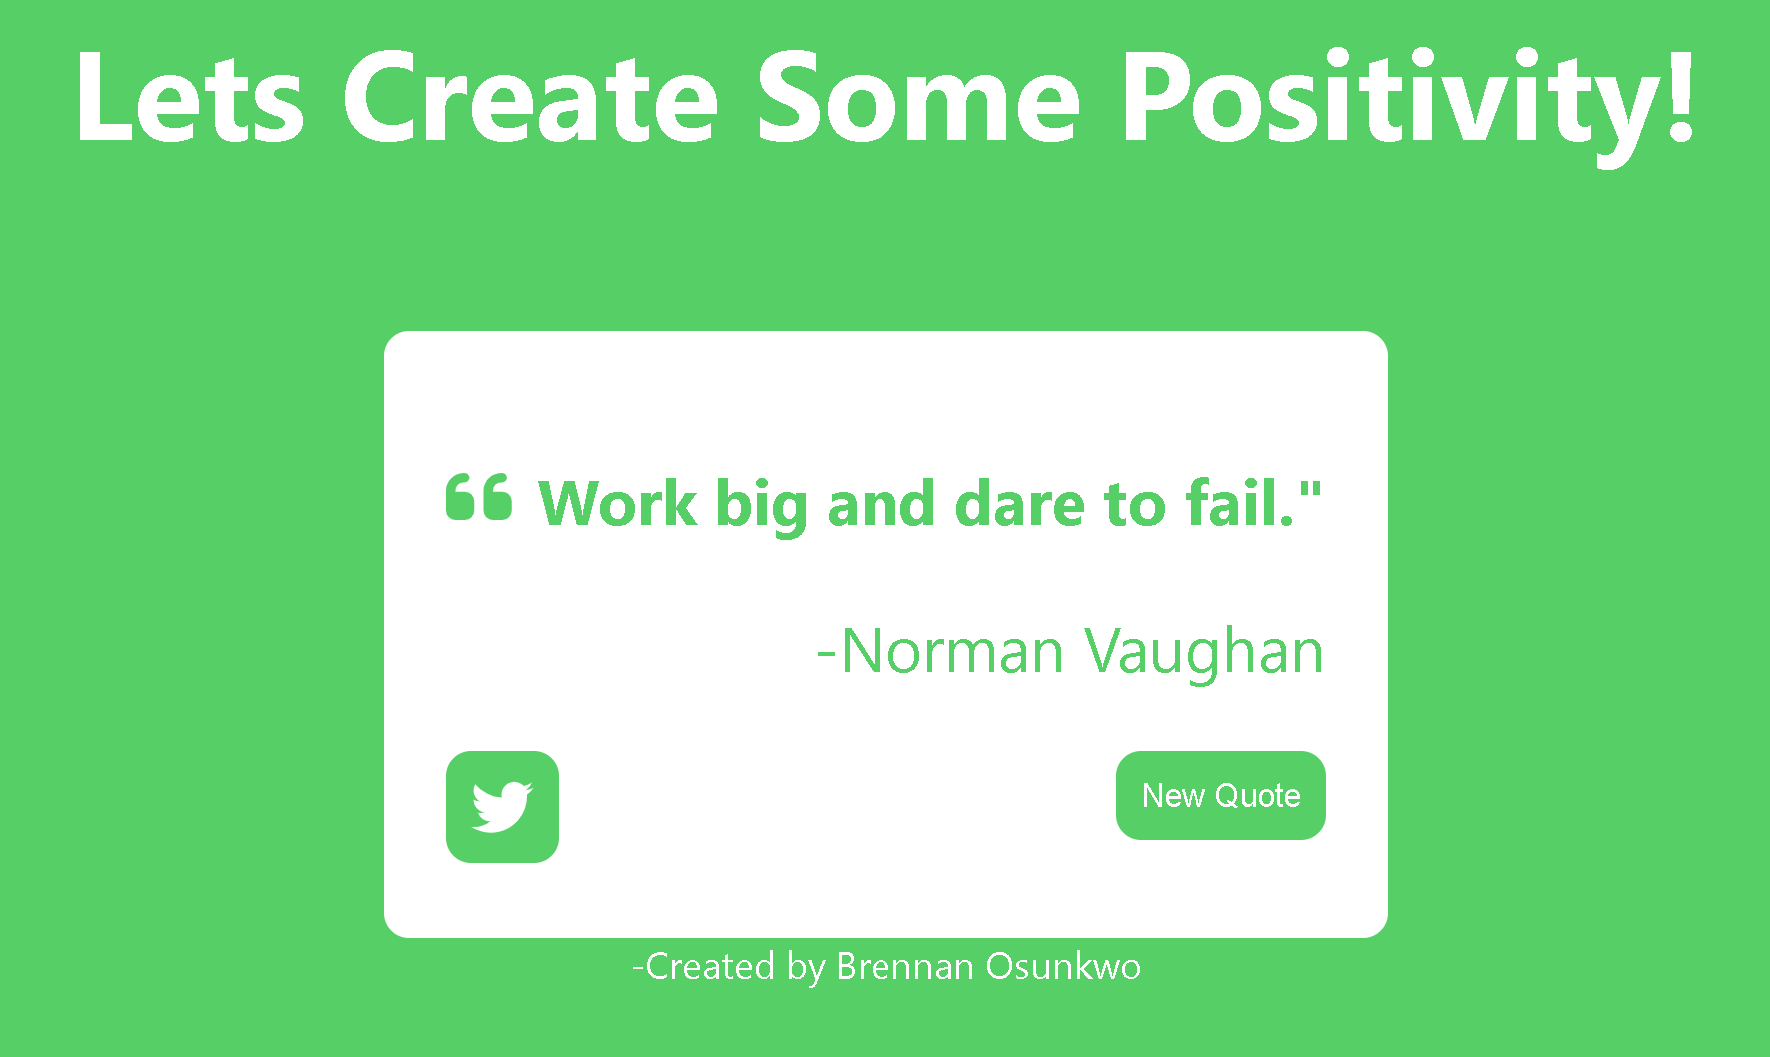 Lets Create Some Positivity!
“ Work big and dare to fail."
-Norman Vaughan
New Quote
-Created by Brennan Osunkwo